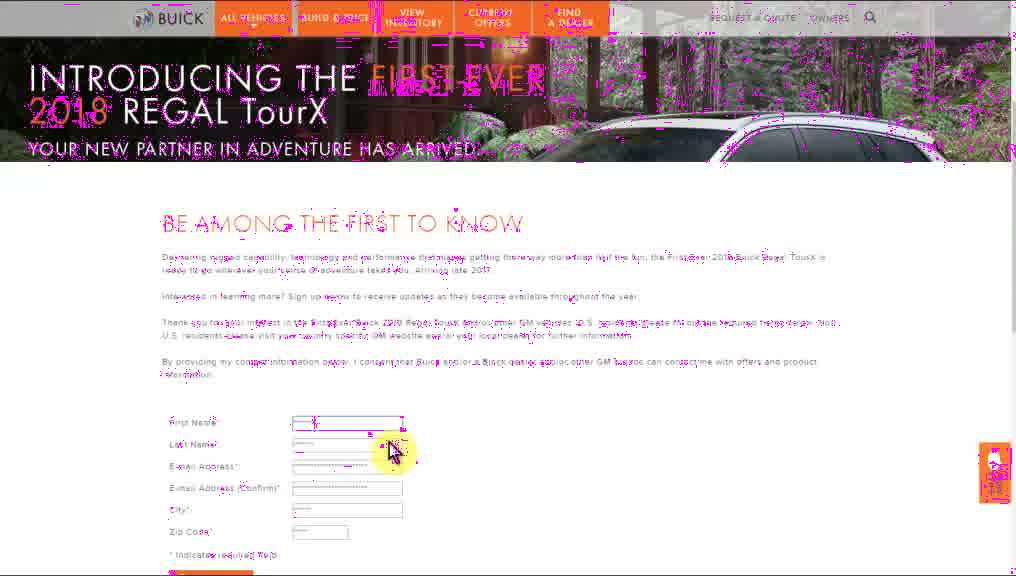 BUICK
ALL VEHICLES
BUILD & PRICE
VIEW INVENTORY
CURRENT OFFERS
FIND A DEALER
REQUEST A QUOTE
OWNERS
INTRODUCING THE FIRST-EVER
2018 REGAL TourX
YOUR NEW PARTNER IN ADVENTURE HAS ARRIVED.
BE AMONG THE FIRST TO KNOW
Delivering rugged capability, technology and performance that makes getting there way more than half the fun, the First-Ever 2018 Buick Regal TourX is
ready to go wherever your sense of adventure takes you. Arriving late 2017.
Interested in learning more? Sign up below to receive updates as they become available throughout the year.
Thank you for your interest in the First-Ever Buick 2018 Regal TourX and/or other GM vehicles. U.S. residents, please fill out the required fields below. Non-
U.S. residents please visit your country specific GM website and/or your local dealer for further information.
By providing my contact information below, I consent that Buick and/or a Buick dealer and/or other GM brands can contact me with offers and product
information.
First Name*:
Last Name*:
E-mail Address*:
E-mail Address (Confirm)*:
City*:
Zip Code*:
* Indicates required field